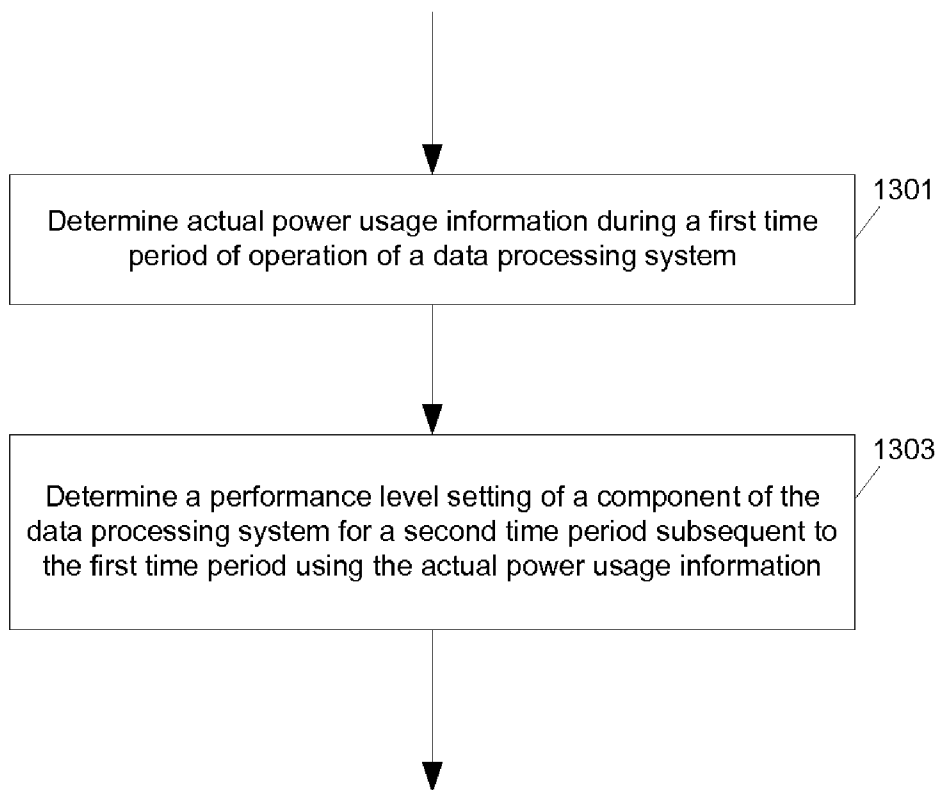 1301
Determine actual power usage information during a first time
period of operation of a data processing system
1303
Determine a performance level setting of a component of the
data processing system for a second time period subsequent to
the first time period using the actual power usage information